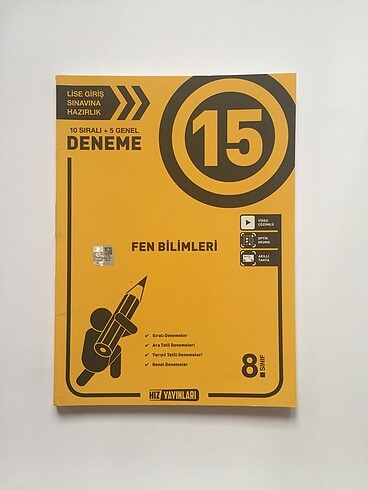 LİSE GİRİŞ
SINAVINA
HAZIRLIK
10 SIRALI + 5 GENEL
DENEME
15
VİDEO
ÇÖZÜMLÜ
OPTİK
OKUMA
AKILLI
TAHTA
FEN BİLİMLERİ
✓ Sıralı Denemeler
✓ Ara Tatil Denemeleri
✓ Yarıyıl Tatili Denemeleri
✓ Genel Denemeler
8.SINIF
HIZ YAYINLARI